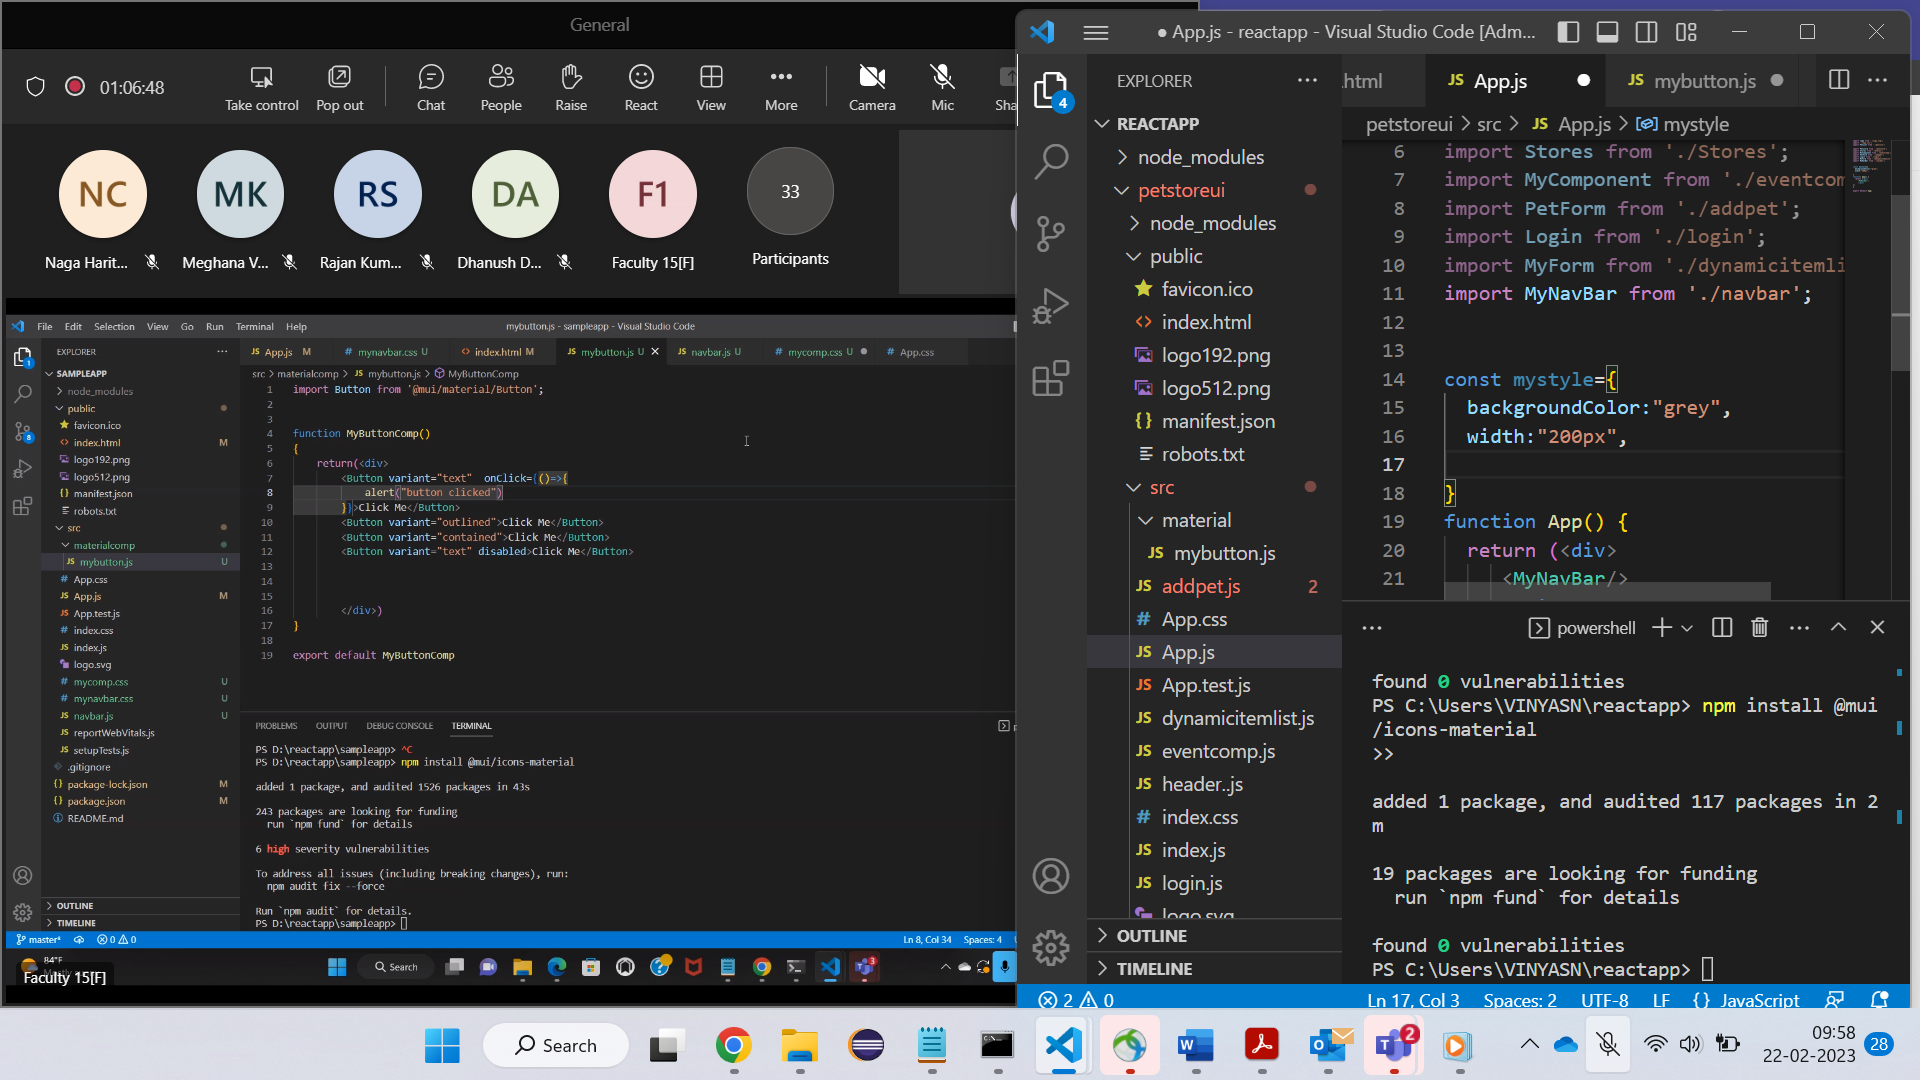 General
01:06:48
Take control
Pop out
Chat
People
Raise
React
View
More
Camera
Mic
Sha
NC
MK
RS
DA
F1
33
Naga Harit...
Meghana V...
Rajan Kum...
Dhanush D...
Faculty 15[F]
Participants
File Edit Selection View Go Run Terminal Help
mybutton.js - sampleapp - Visual Studio Code
EXPLORER
SAMPLEAPP
node_modules
public
favicon.ico
index.html M
logo192.png
logo512.png
manifest.json
robots.txt
src
materialcomp
mybutton.js U
App.css
App.js M
App.test.js
index.css
index.js
logo.svg
mycomp.css U
mynavbar.css U
navbar.js U
reportWebVitals.js
setupTests.js
.gitignore
package-lock.json M
package.json M
README.md
OUTLINE
TIMELINE
JS App.js M
# mynavbar.css U
<> index.html M
JS mybutton.js U
JS navbar.js U
# mycomp.css U
# App.css
src > materialcomp > JS mybutton.js > MyButtonComp
1 import Button from '@mui/material/Button';
2
3
4 function MyButtonComp()
5 {
6 return(<div>
7 <Button variant="text" onClick={()=>{
8 alert("button clicked")
9 }}>Click Me</Button>
10 <Button variant="outlined">Click Me</Button>
11 <Button variant="contained">Click Me</Button>
12 <Button variant="text" disabled>Click Me</Button>
13
14
15
16 </div>)
17 }
18
19 export default MyButtonComp
PROBLEMS OUTPUT DEBUG CONSOLE TERMINAL
PS D:\reactapp\sampleapp> ^C
PS D:\reactapp\sampleapp> npm install @mui/icons-material
added 1 package, and audited 1526 packages in 43s
243 packages are looking for funding
run `npm fund` for details
6 high severity vulnerabilities
To address all issues (including breaking changes), run:
npm audit fix --force
Run `npm audit` for details.
PS D:\reactapp\sampleapp>
master* 0 0
Ln 8, Col 34 Spaces: 4
84°F
Search
Faculty 15[F]
● App.js - reactapp - Visual Studio Code [Adm...
4
EXPLORER
REACTAPP
node_modules
petstoreui
node_modules
public
favicon.ico
index.html
logo192.png
logo512.png
manifest.json
robots.txt
src
material
JS mybutton.js
JS addpet.js 2
# App.css
JS App.js
JS App.test.js
JS dynamicitemlist.js
JS eventcomp.js
JS header..js
# index.css
JS index.js
JS login.js
logo.svg
OUTLINE
TIMELINE
.html
JS App.js
JS mybutton.js
petstoreui > src > JS App.js > mystyle
6 import Stores from './Stores';
7 import MyComponent from './eventcom
8 import PetForm from './addpet';
9 import Login from './login';
10 import MyForm from './dynamicitemli
11 import MyNavBar from './navbar';
12
13
14 const mystyle={
15 backgroundColor:"grey",
16 width:"200px",
17
18 }
19 function App() {
20 return (<div>
21 <MyNavBar/>
powershell
found 0 vulnerabilities
PS C:\Users\VINYASN\reactapp> npm install @mui
/icons-material
>>
added 1 package, and audited 117 packages in 2
m
19 packages are looking for funding
run `npm fund` for details
found 0 vulnerabilities
PS C:\Users\VINYASN\reactapp>
2 0
Ln 17, Col 3 Spaces: 2 UTF-8 LF {} JavaScript
Search
2
09:58
22-02-2023
28